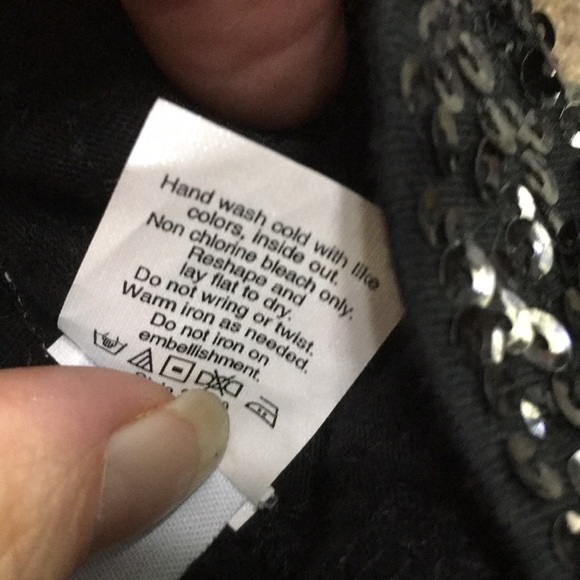 Hand wash cold with like
colors, inside out.
Non chlorine bleach only.
Reshape and
lay flat to dry.
Do not wring or twist.
Warm iron as needed.
Do not iron on
embellishment.